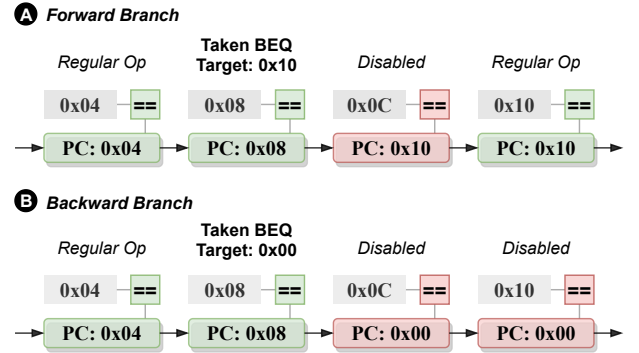 A Forward Branch
Regular Op
Taken BEQ
Target: 0x10
Disabled
Regular Op
0x04 == 0x08 == 0x0C == 0x10 ==
PC: 0x04 PC: 0x08 PC: 0x10 PC: 0x10
B Backward Branch
Regular Op
Taken BEQ
Target: 0x00
Disabled
Disabled
0x04 == 0x08 == 0x0C == 0x10 ==
PC: 0x04 PC: 0x08 PC: 0x00 PC: 0x00